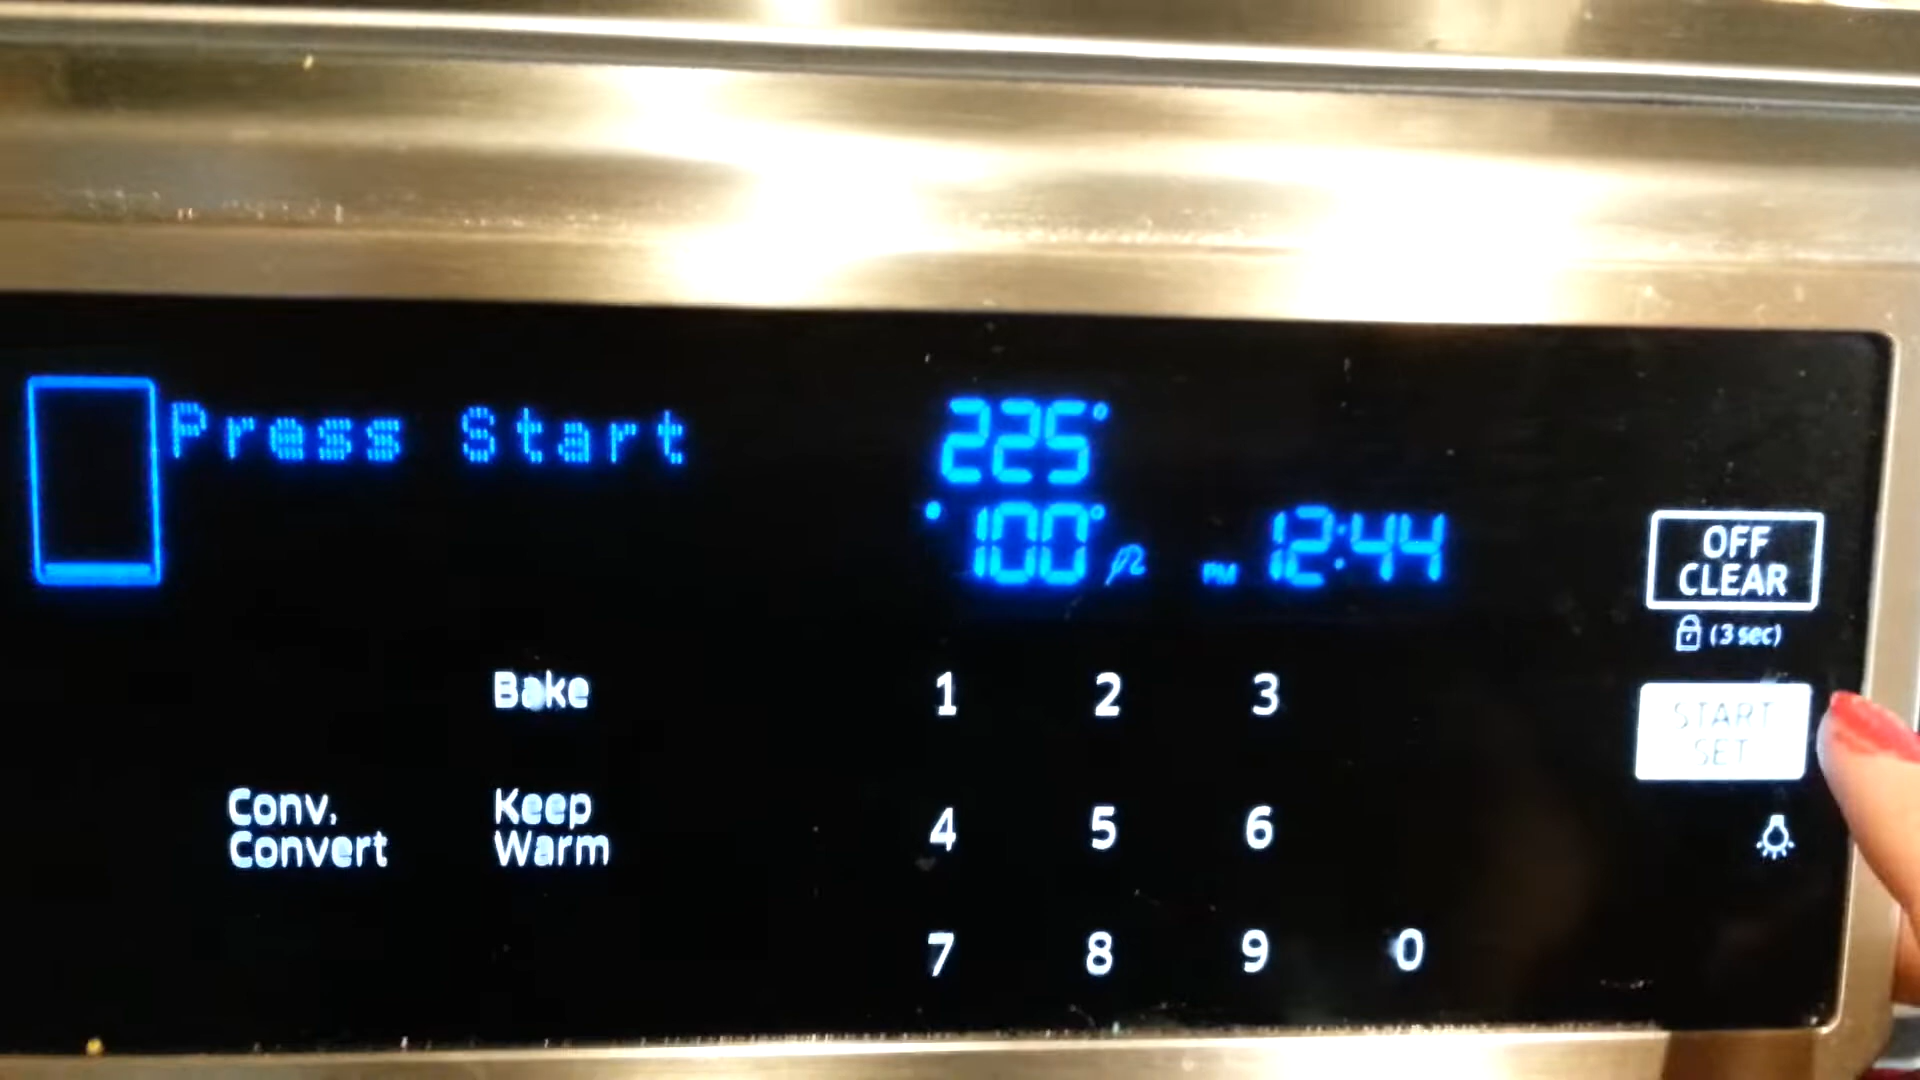 Press Start
225°
100°
PM 12:44
OFF
CLEAR
(3 sec)
Bake
1 2 3
START
SET
Conv.
Convert
Keep
Warm
4 5 6
7 8 9 0